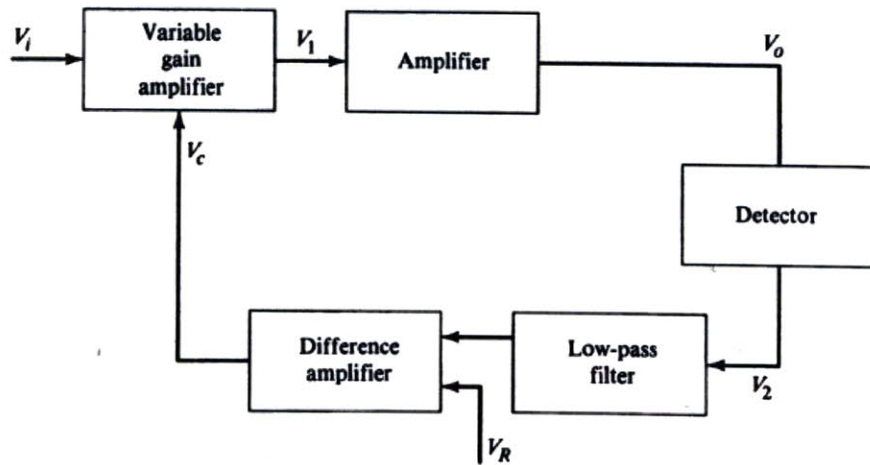 V_i
Variable
gain
amplifier
V_1
Amplifier
V_o
V_c
Detector
Difference
amplifier
Low-pass
filter
V_2
V_R